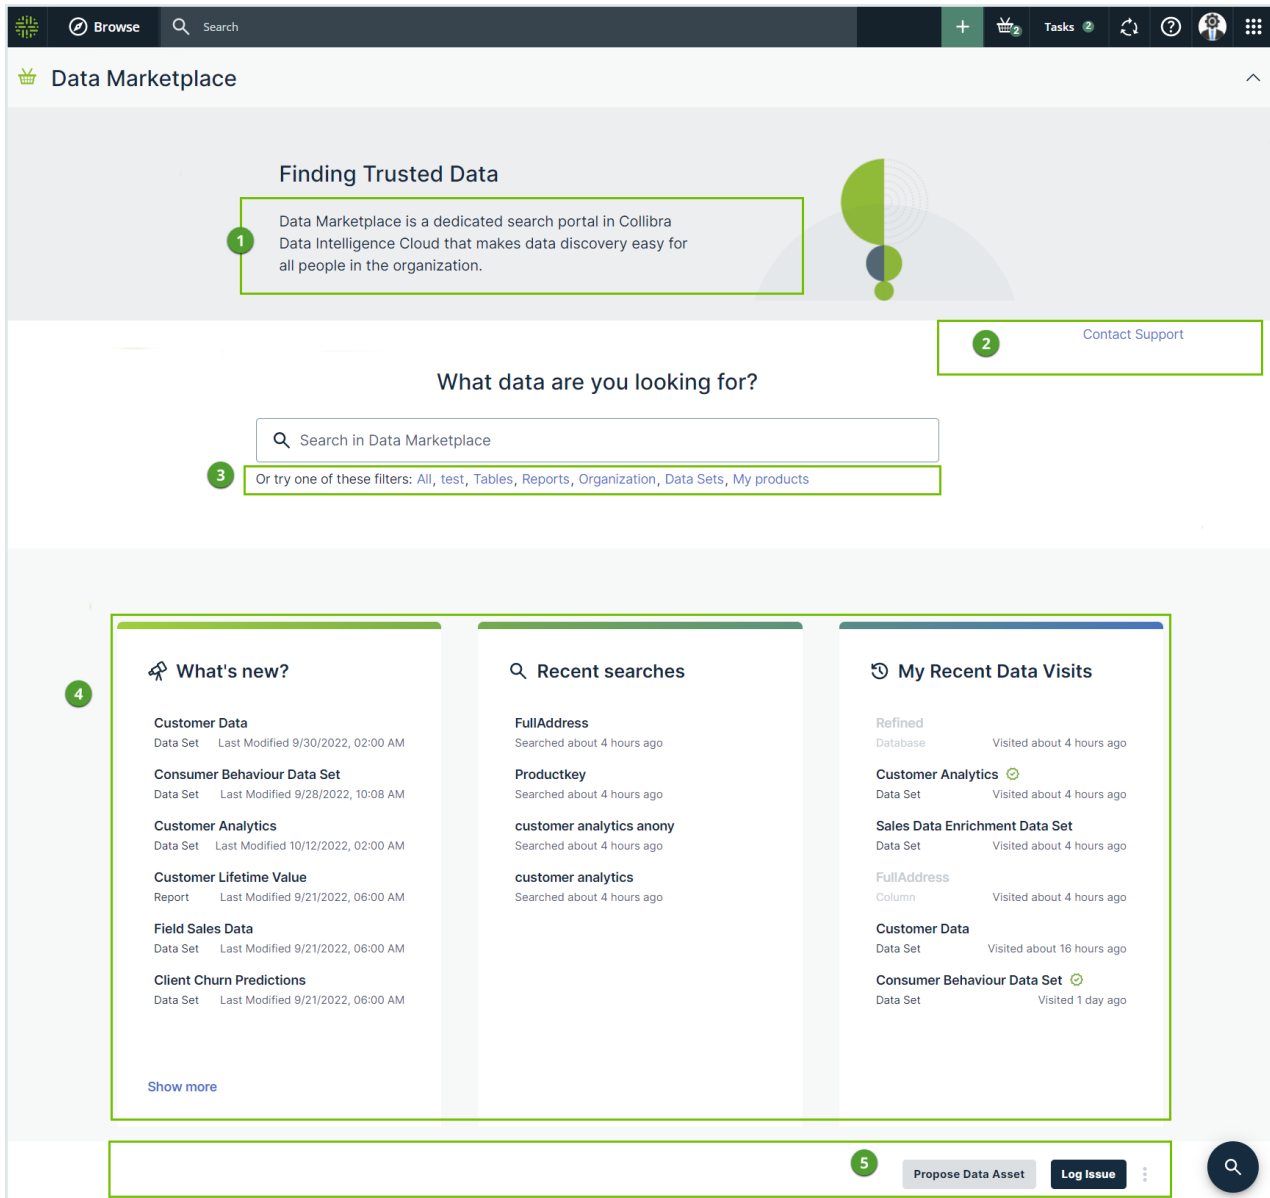 Browse
Search
2
Tasks 2
Data Marketplace
Finding Trusted Data
1
Data Marketplace is a dedicated search portal in Collibra
Data Intelligence Cloud that makes data discovery easy for
all people in the organization.
2
Contact Support
What data are you looking for?
Search in Data Marketplace
3
Or try one of these filters: All, test, Tables, Reports, Organization, Data Sets, My products
4
What's new?
Customer Data
Data Set Last Modified 9/30/2022, 02:00 AM
Consumer Behaviour Data Set
Data Set Last Modified 9/28/2022, 10:08 AM
Customer Analytics
Data Set Last Modified 10/12/2022, 02:00 AM
Customer Lifetime Value
Report Last Modified 9/21/2022, 06:00 AM
Field Sales Data
Data Set Last Modified 9/21/2022, 06:00 AM
Client Churn Predictions
Data Set Last Modified 9/21/2022, 06:00 AM
Show more
Recent searches
FullAddress
Searched about 4 hours ago
Productkey
Searched about 4 hours ago
customer analytics anony
Searched about 4 hours ago
customer analytics
Searched about 4 hours ago
My Recent Data Visits
Refined
Database Visited about 4 hours ago
Customer Analytics
Data Set Visited about 4 hours ago
Sales Data Enrichment Data Set
Data Set Visited about 4 hours ago
FullAddress
Column Visited about 4 hours ago
Customer Data
Data Set Visited about 16 hours ago
Consumer Behaviour Data Set
Data Set Visited 1 day ago
5
Propose Data Asset
Log Issue